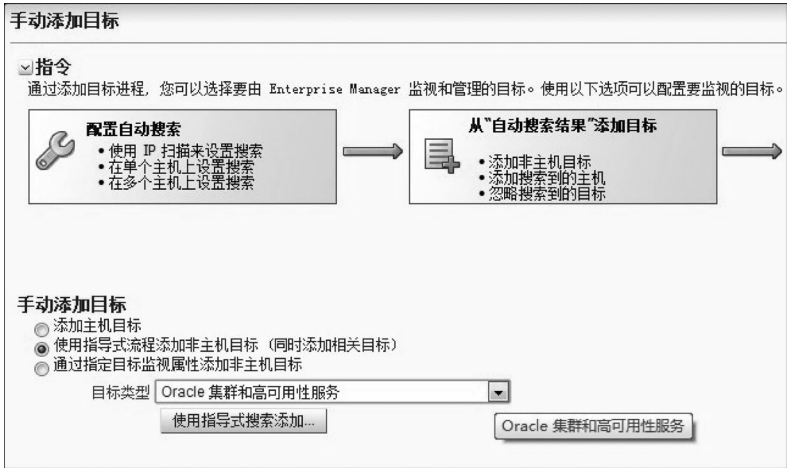 手动添加目标
指令
通过添加目标进程, 您可以选择要由 Enterprise Manager 监视和管理的目标。使用以下选项可以配置要监视的目标。
配置自动搜索
• 使用 IP 扫描来设置搜索
• 在单个主机上设置搜索
• 在多个主机上设置搜索
从"自动搜索结果"添加目标
• 添加非主机目标
• 添加搜索到的主机
• 忽略搜索到的目标
手动添加目标
添加主机目标
使用指导式流程添加非主机目标 (同时添加相关目标)
通过指定目标监视属性添加非主机目标
目标类型 Oracle 集群和高可用性服务
使用指导式搜索添加...
Oracle 集群和高可用性服务